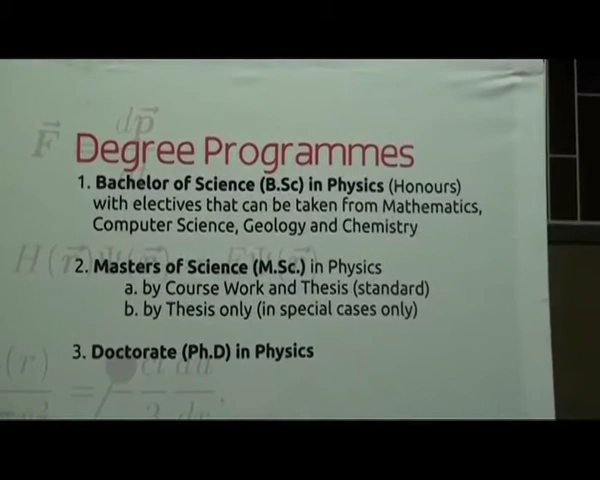 Degree Programmes
1. Bachelor of Science (B.Sc) in Physics (Honours)
with electives that can be taken from Mathematics,
Computer Science, Geology and Chemistry
2. Masters of Science (M.Sc.) in Physics
a. by Course Work and Thesis (standard)
b. by Thesis only (in special cases only)
3. Doctorate (Ph.D) in Physics